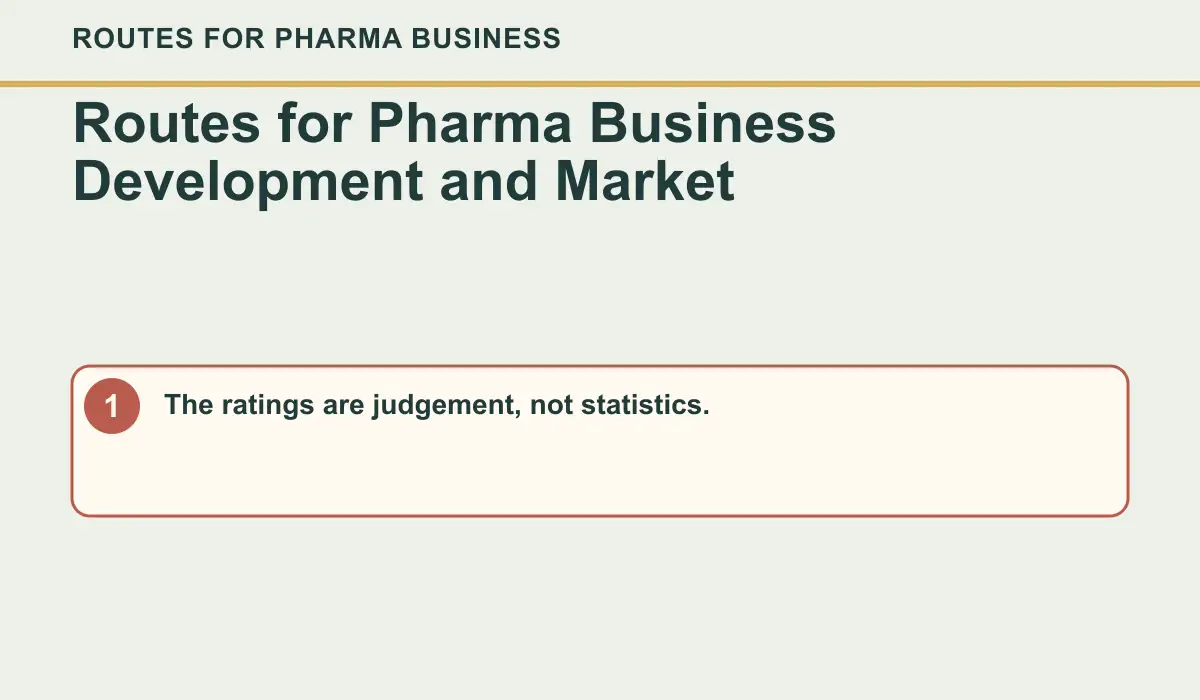 ROUTES FOR PHARMA BUSINESS
Routes for Pharma Business
Development and Market
1
The ratings are judgement, not statistics.